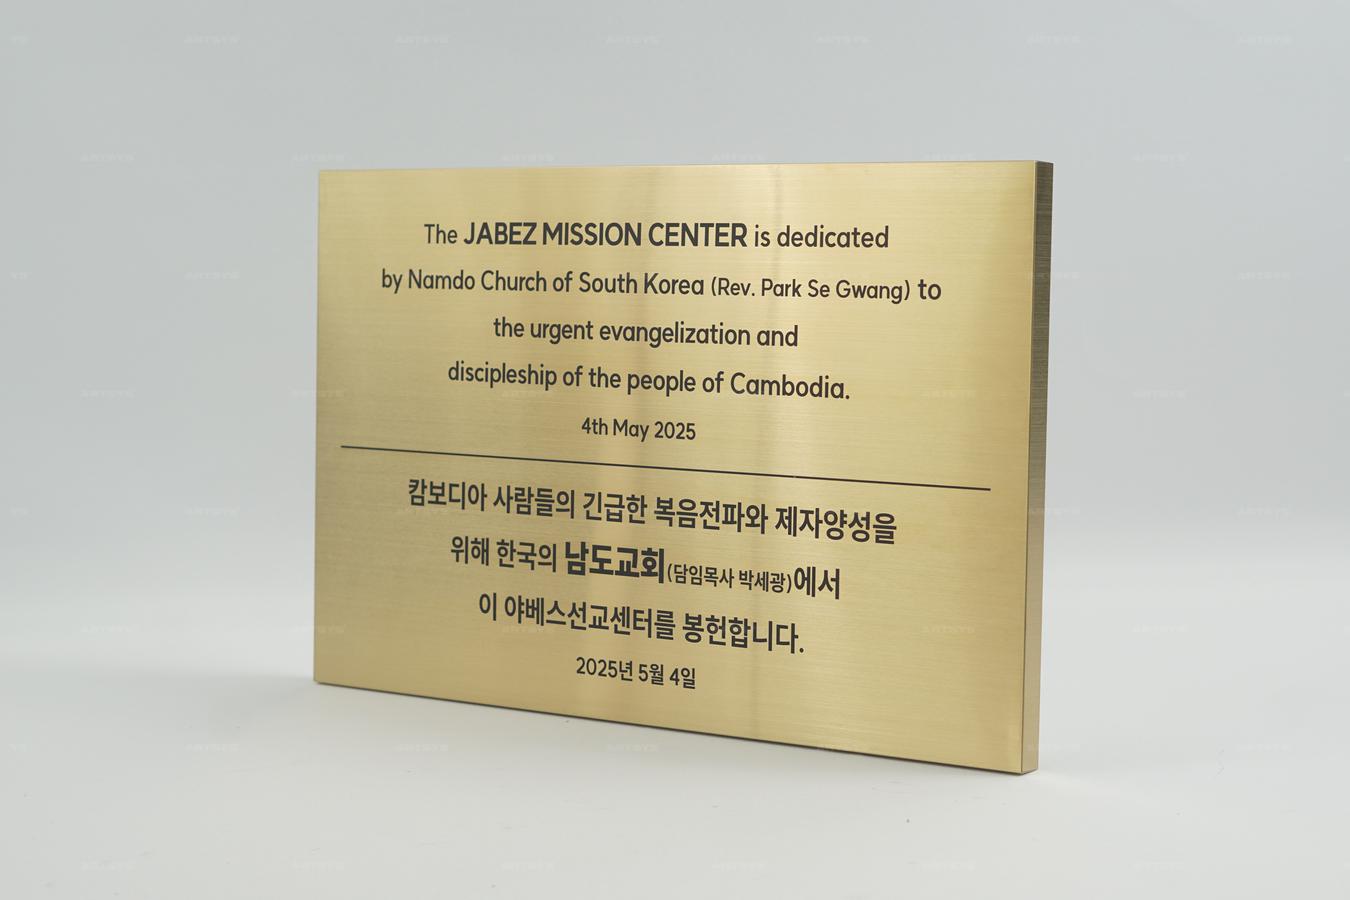 The JABEZ MISSION CENTER is dedicated
by Namdo Church of South Korea (Rev. Park Se Gwang) to
the urgent evangelization and
discipleship of the people of Cambodia.
4th May 2025
캄보디아 사람들의 긴급한 복음전파와 제자양성을
위해 한국의 남도교회(담임목사 박세광)에서
이 야베스선교센터를 봉헌합니다.
2025년 5월 4일